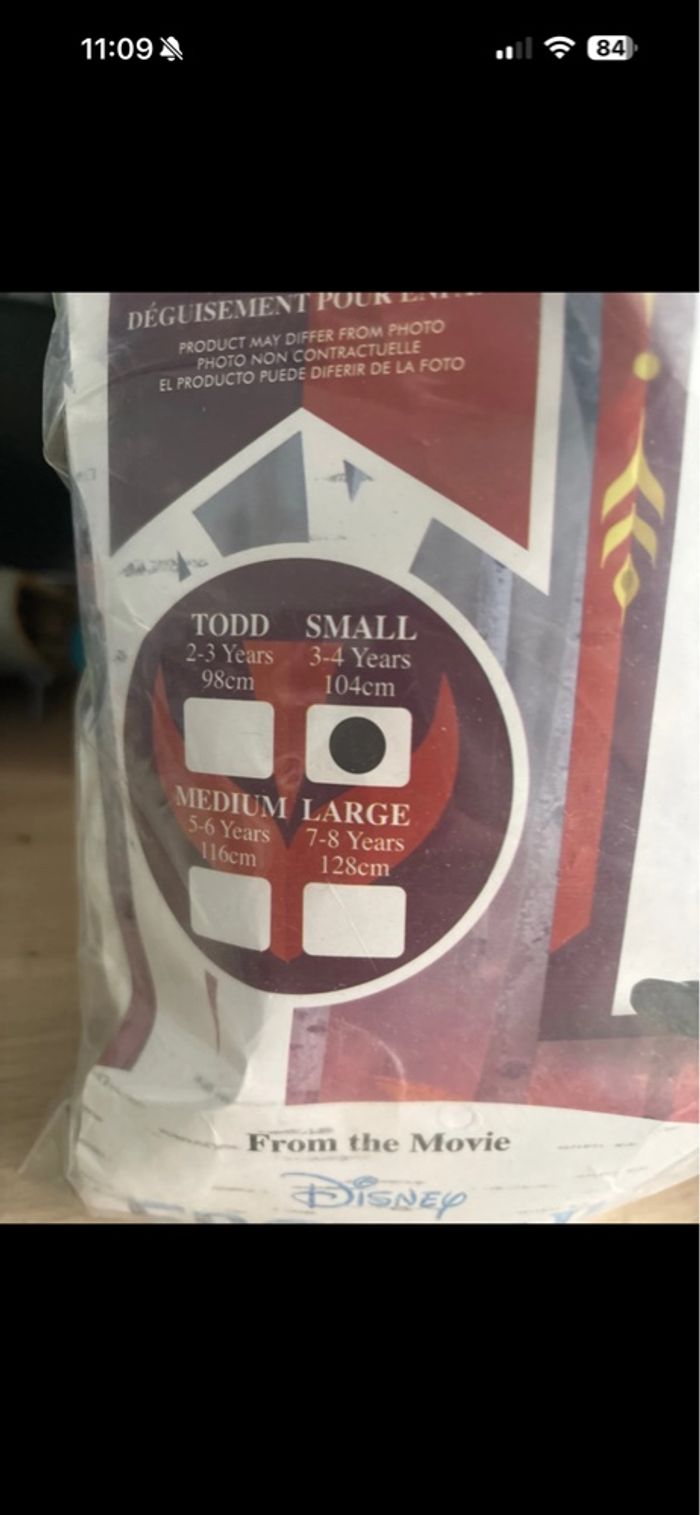 11:09
84
DÉGUISEMENT POUR
PRODUCT MAY DIFFER FROM PHOTO
PHOTO NON CONTRACTUELLE
EL PRODUCTO PUEDE DIFERIR DE LA FOTO
TODD SMALL
2-3 Years 3-4 Years
98cm 104cm
MEDIUM LARGE
5-6 Years 7-8 Years
116cm 128cm
From the Movie
DISNEY